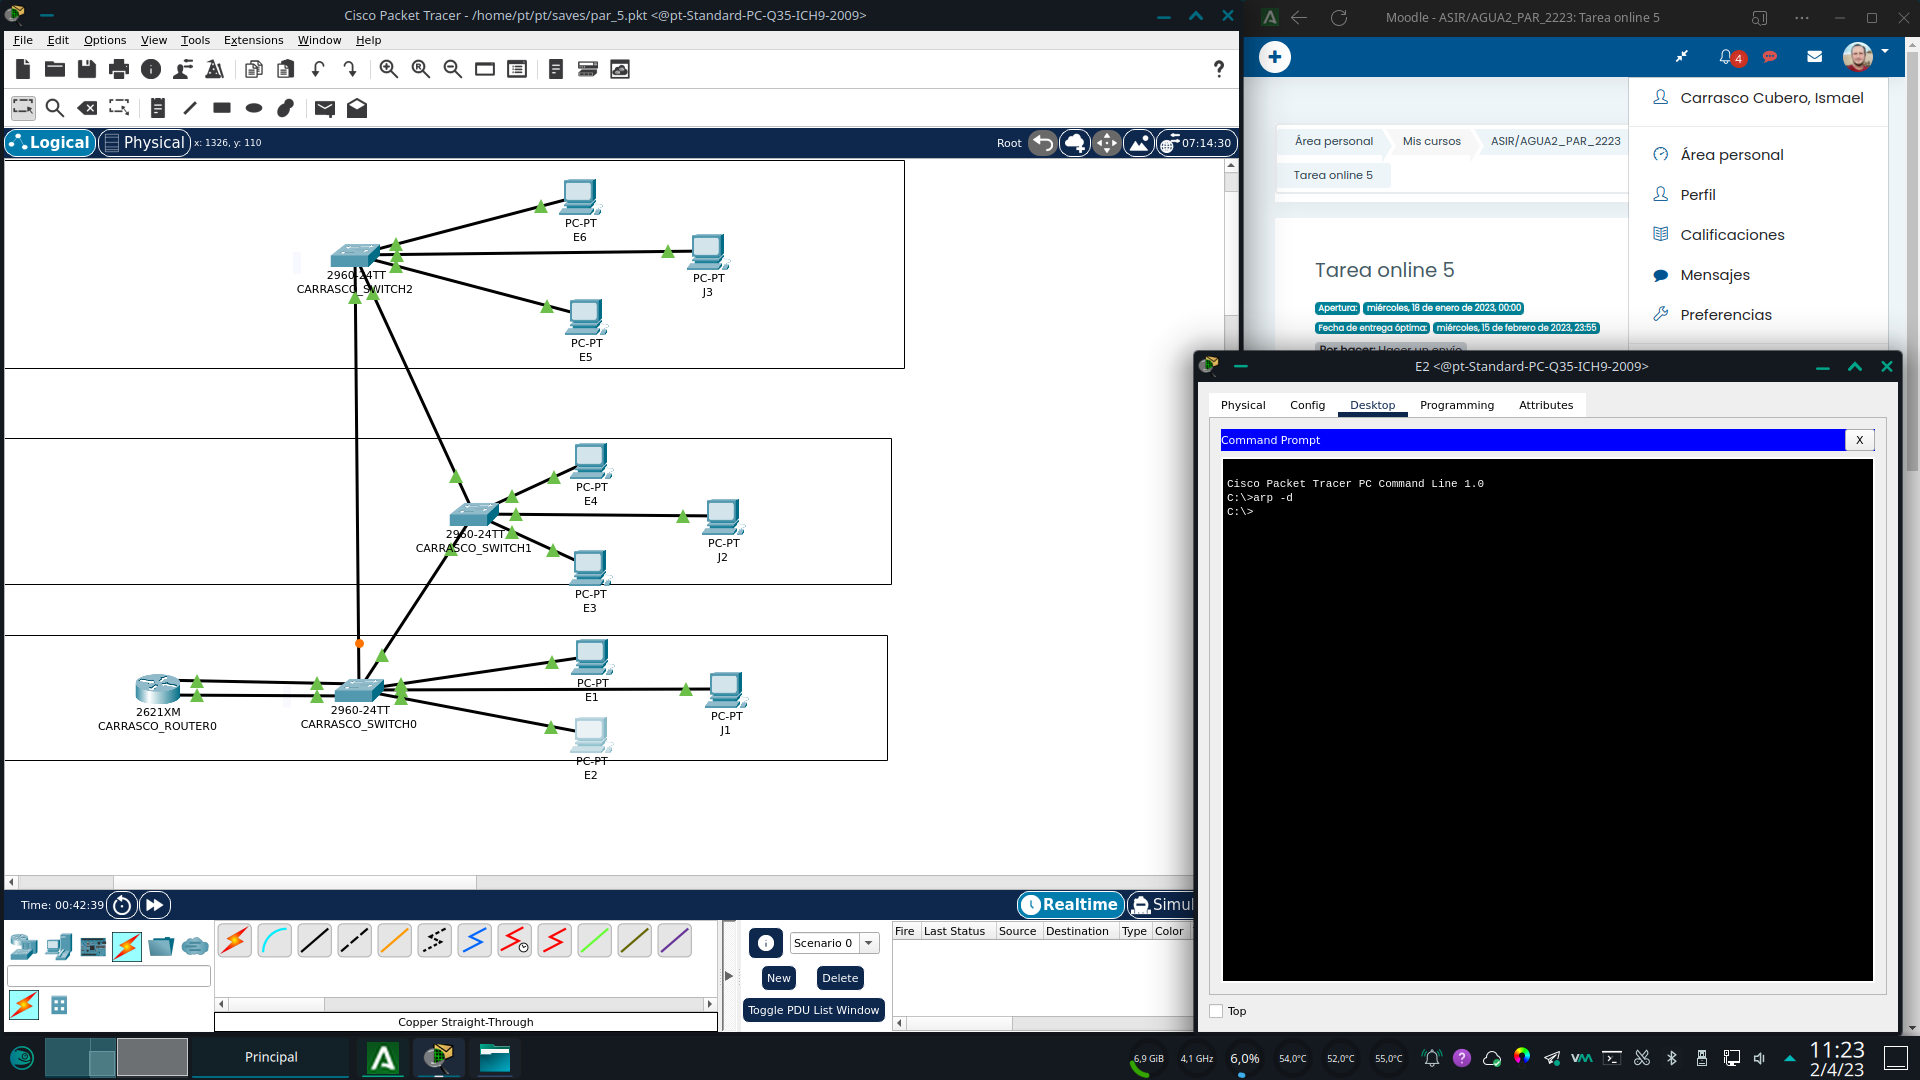 Cisco Packet Tracer - /home/pt/pt/saves/par_5.pkt <@pt-Standard-PC-Q35-ICH9-2009>
File Edit Options View Tools Extensions Window Help
?
Logical Physical x: 1326, y: 110
Root 07:14:30
PC-PT
E6
2960-24TT
CARRASCO_SWITCH2
PC-PT
J3
PC-PT
E5
PC-PT
E4
2960-24TT
CARRASCO_SWITCH1
PC-PT
J2
PC-PT
E3
PC-PT
E1
2621XM
CARRASCO_ROUTER0
2960-24TT
CARRASCO_SWITCH0
PC-PT
J1
PC-PT
E2
Time: 00:42:39
Realtime Simul
Scenario 0
New Delete
Toggle PDU List Window
Fire Last Status Source Destination Type Color
Copper Straight-Through
Moodle - ASIR/AGUA2_PAR_2223: Tarea online 5
4
Carrasco Cubero, Ismael
Área personal Mis cursos ASIR/AGUA2_PAR_2223
Tarea online 5
Área personal
Perfil
Calificaciones
Mensajes
Preferencias
Tarea online 5
Apertura: miércoles, 18 de enero de 2023, 00:00
Fecha de entrega óptima: miércoles, 15 de febrero de 2023, 23:55
Por hacer: Hacer un envío
E2 <@pt-Standard-PC-Q35-ICH9-2009>
Physical Config Desktop Programming Attributes
Command Prompt X
Cisco Packet Tracer PC Command Line 1.0
C:\>arp -d
C:\>
Top
Principal
6,9 GiB 4,1 GHz 6,0% 54,0°C 52,0°C 55,0°C
11:23
2/4/23